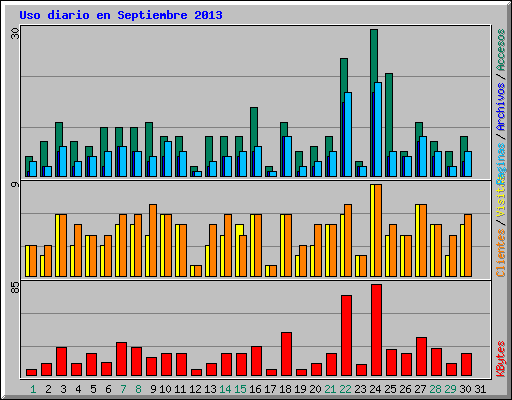 Uso diario en Septiembre 2013
30
9
85
Accesos / Archivos / Paginas
Visitas / Clientes
KBytes
1 2 3 4 5 6 7 8 9 10 11 12 13 14 15 16 17 18 19 20 21 22 23 24 25 26 27 28 29 30 31